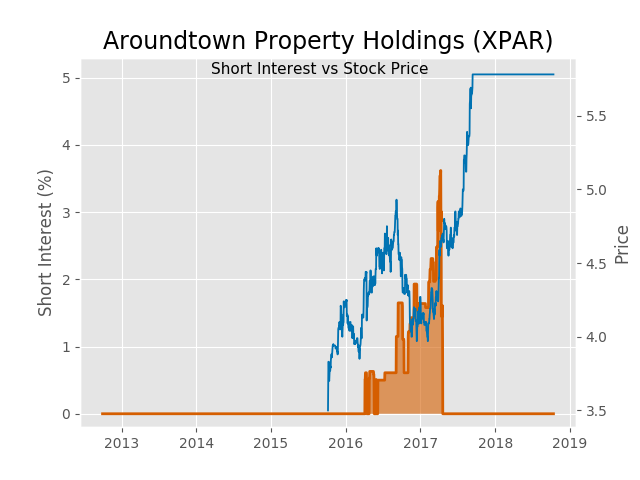 Aroundtown Property Holdings (XPAR)
Short Interest vs Stock Price
5
4
3
2
1
0
Short Interest (%)
5.5
5.0
4.5
4.0
3.5
Price
2013 2014 2015 2016 2017 2018 2019